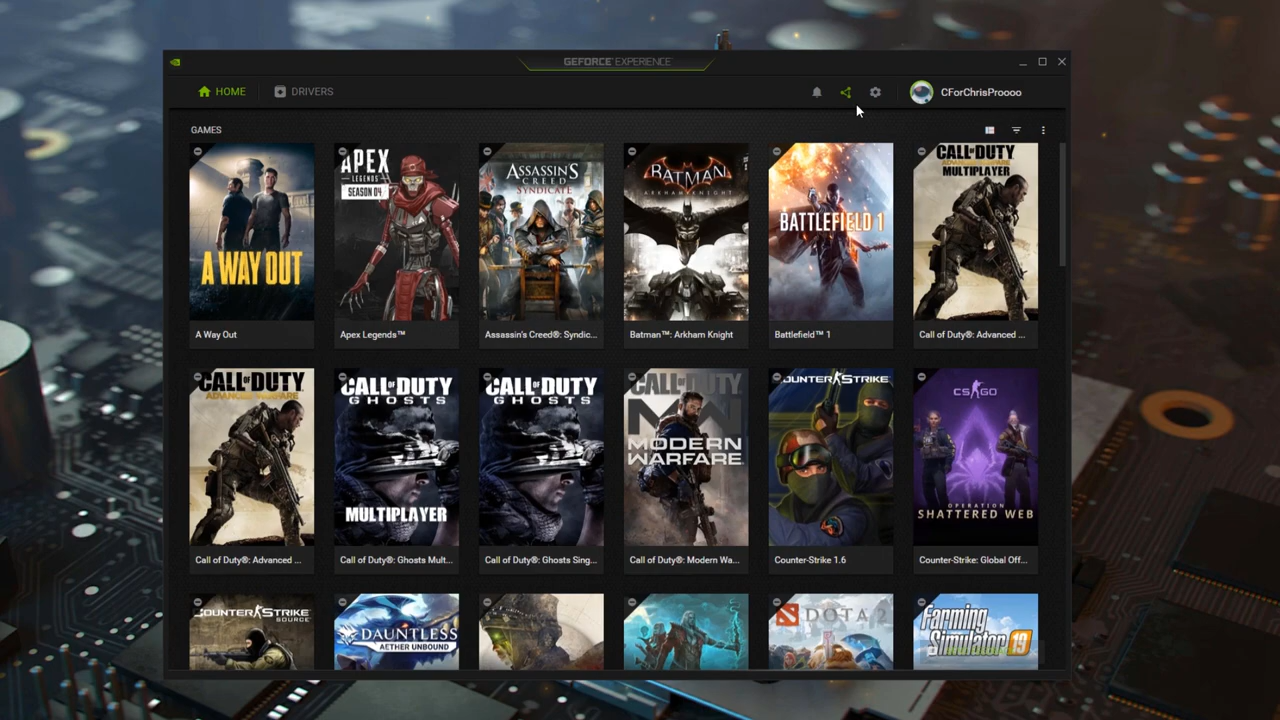 GEFORCE EXPERIENCE
HOME
DRIVERS
CForChrisProooo
GAMES
A WAY OUT
APEX
LEGENDS
SEASON 04
ASSASSIN'S
CREED
SYNDICATE
BATMAN
ARKHAM KNIGHT
BATTLEFIELD 1
CALL OF DUTY
ADVANCED WARFARE
MULTIPLAYER
A Way Out
Apex Legends™
Assassin's Creed®: Syndic...
Batman™: Arkham Knight
Battlefield™ 1
Call of Duty®: Advanced ...
CALL OF DUTY
ADVANCED WARFARE
CALL OF DUTY
GHOSTS
MULTIPLAYER
CALL OF DUTY
GHOSTS
CALL OF DUTY
MW
MODERN
WARFARE
COUNTER STRIKE
CS GO
OPERATION
SHATTERED WEB
Call of Duty®: Advanced ...
Call of Duty®: Ghosts Mult...
Call of Duty®: Ghosts Sing...
Call of Duty®: Modern Wa...
Counter-Strike 1.6
Counter-Strike: Global Off...
COUNTER STRIKE
SOURCE
DAUNTLESS
AETHER UNBOUND
DOTA 2
Farming
Simulator 19